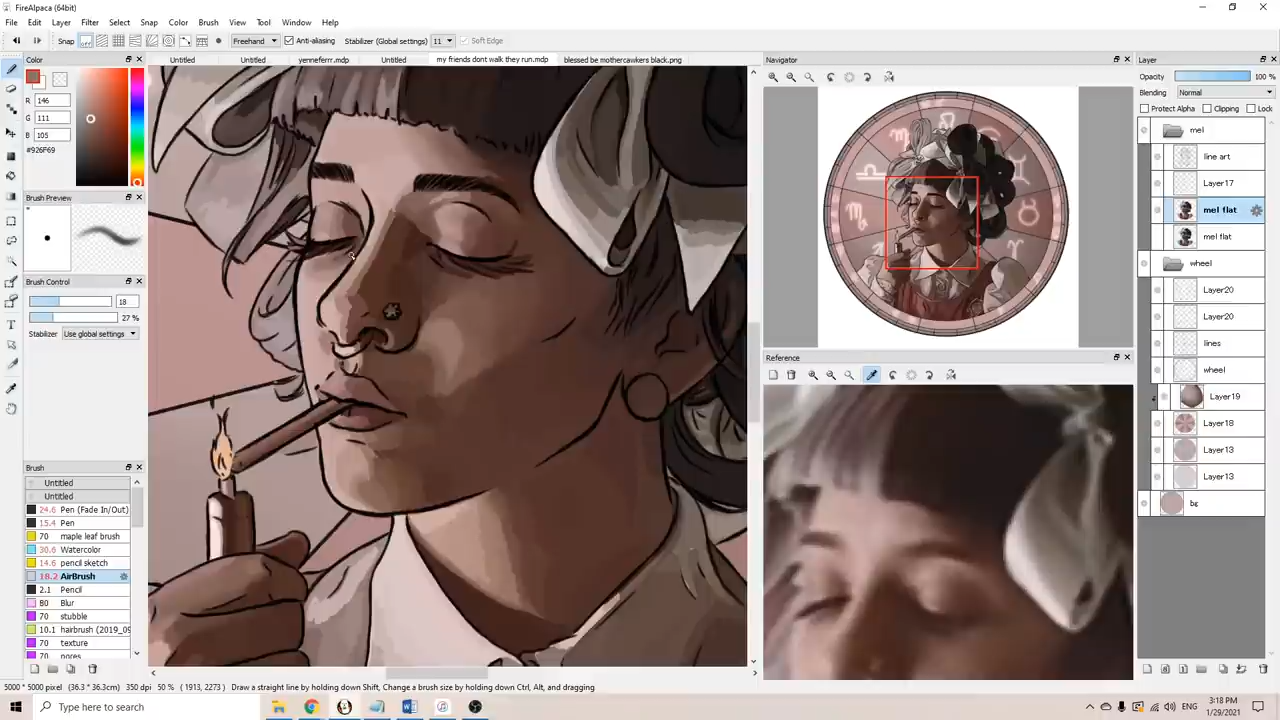 FireAlpaca (64bit)
File Edit Layer Filter Select Snap Color Brush View Tool Window Help
Snap OFF Freehand Anti-aliasing Stabilizer (Global settings) 11 Soft Edge
Untitled Untitled yenneferrr.mdp Untitled my friends dont walk they run.mdp blessed be mothercawkers black.png
Color
R 146
G 111
B 105
#926F69
Brush Preview
Brush Control
18
27 %
Stabilizer Use global settings
Brush
Untitled
Untitled
24.6 Pen (Fade In/Out)
15.4 Pen
70 maple leaf brush
30.6 Watercolor
14.6 pencil sketch
18.2 AirBrush
2.1 Pencil
80 Blur
70 stubble
10.1 hairbrush (2019_09
70 texture
70 pores
Navigator
Reference
Layer
Opacity 100 %
Blending Normal
Protect Alpha Clipping Lock
mel
line art
Layer17
mel flat
mel flat
wheel
Layer20
Layer20
lines
wheel
Layer19
Layer18
Layer13
Layer13
bg
5000 * 5000 pixel (36.3 * 36.3cm) 350 dpi 50 % ( 1913, 2273 ) Draw a straight line by holding down Shift, Change a brush size by holding down Ctrl, Alt, and dragging
Type here to search
3:18 PM
1/29/2021